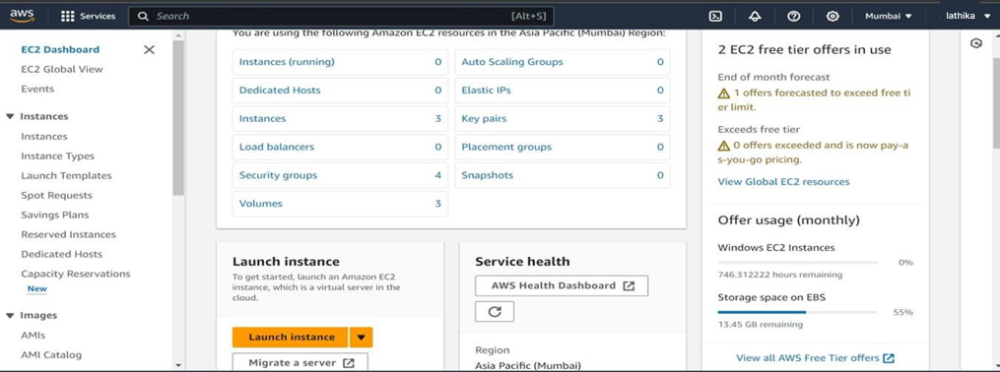 aws
Services
Search
[Alt+S]
Mumbai
lathika
EC2 Dashboard
EC2 Global View
Events
Instances
Instances
Instance Types
Launch Templates
Spot Requests
Savings Plans
Reserved Instances
Dedicated Hosts
Capacity Reservations
New
Images
AMIs
AMI Catalog
You are using the following Amazon EC2 resources in the Asia Pacific (Mumbai) Region:
Instances (running) 0
Auto Scaling Groups 0
Dedicated Hosts 0
Elastic IPs 0
Instances 3
Key pairs 3
Load balancers 0
Placement groups 0
Security groups 4
Snapshots 0
Volumes 3
Launch instance
To get started, launch an Amazon EC2
instance, which is a virtual server in the
cloud.
Launch instance
Migrate a server
Service health
AWS Health Dashboard
Region
Asia Pacific (Mumbai)
2 EC2 free tier offers in use
End of month forecast
1 offers forecasted to exceed free ti
er limit.
Exceeds free tier
0 offers exceeded and is now pay-a
s-you-go pricing.
View Global EC2 resources
Offer usage (monthly)
Windows EC2 Instances
0%
746.312222 hours remaining
Storage space on EBS
55%
13.45 GB remaining
View all AWS Free Tier offers